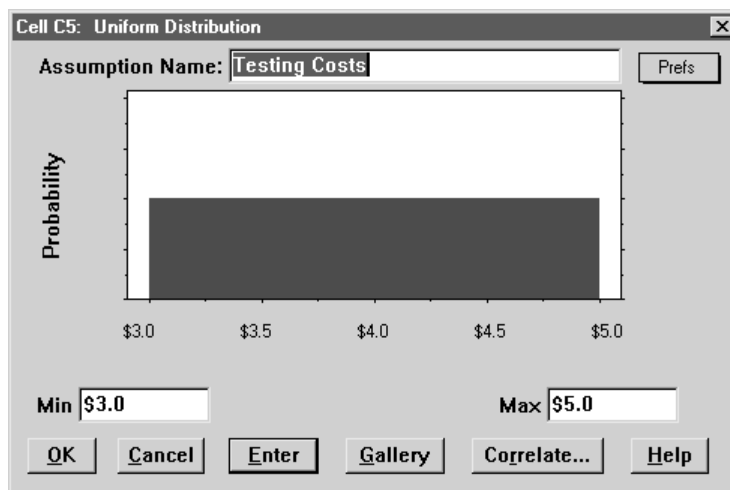 Cell C5: Uniform Distribution
Assumption Name: Testing Costs
Prefs
Probability
$3.0 $3.5 $4.0 $4.5 $5.0
Min $3.0 Max $5.0
OK Cancel Enter Gallery Correlate... Help